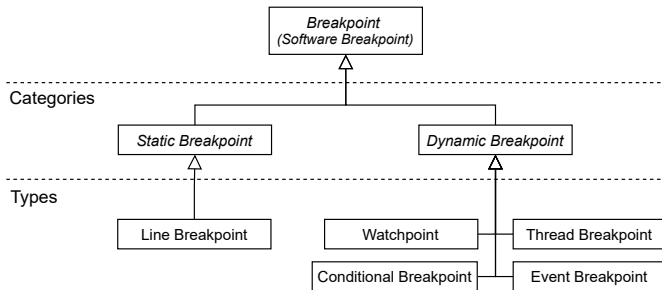 Breakpoint
(Software Breakpoint)
Categories
Static Breakpoint
Dynamic Breakpoint
Types
Line Breakpoint
Watchpoint
Thread Breakpoint
Conditional Breakpoint
Event Breakpoint